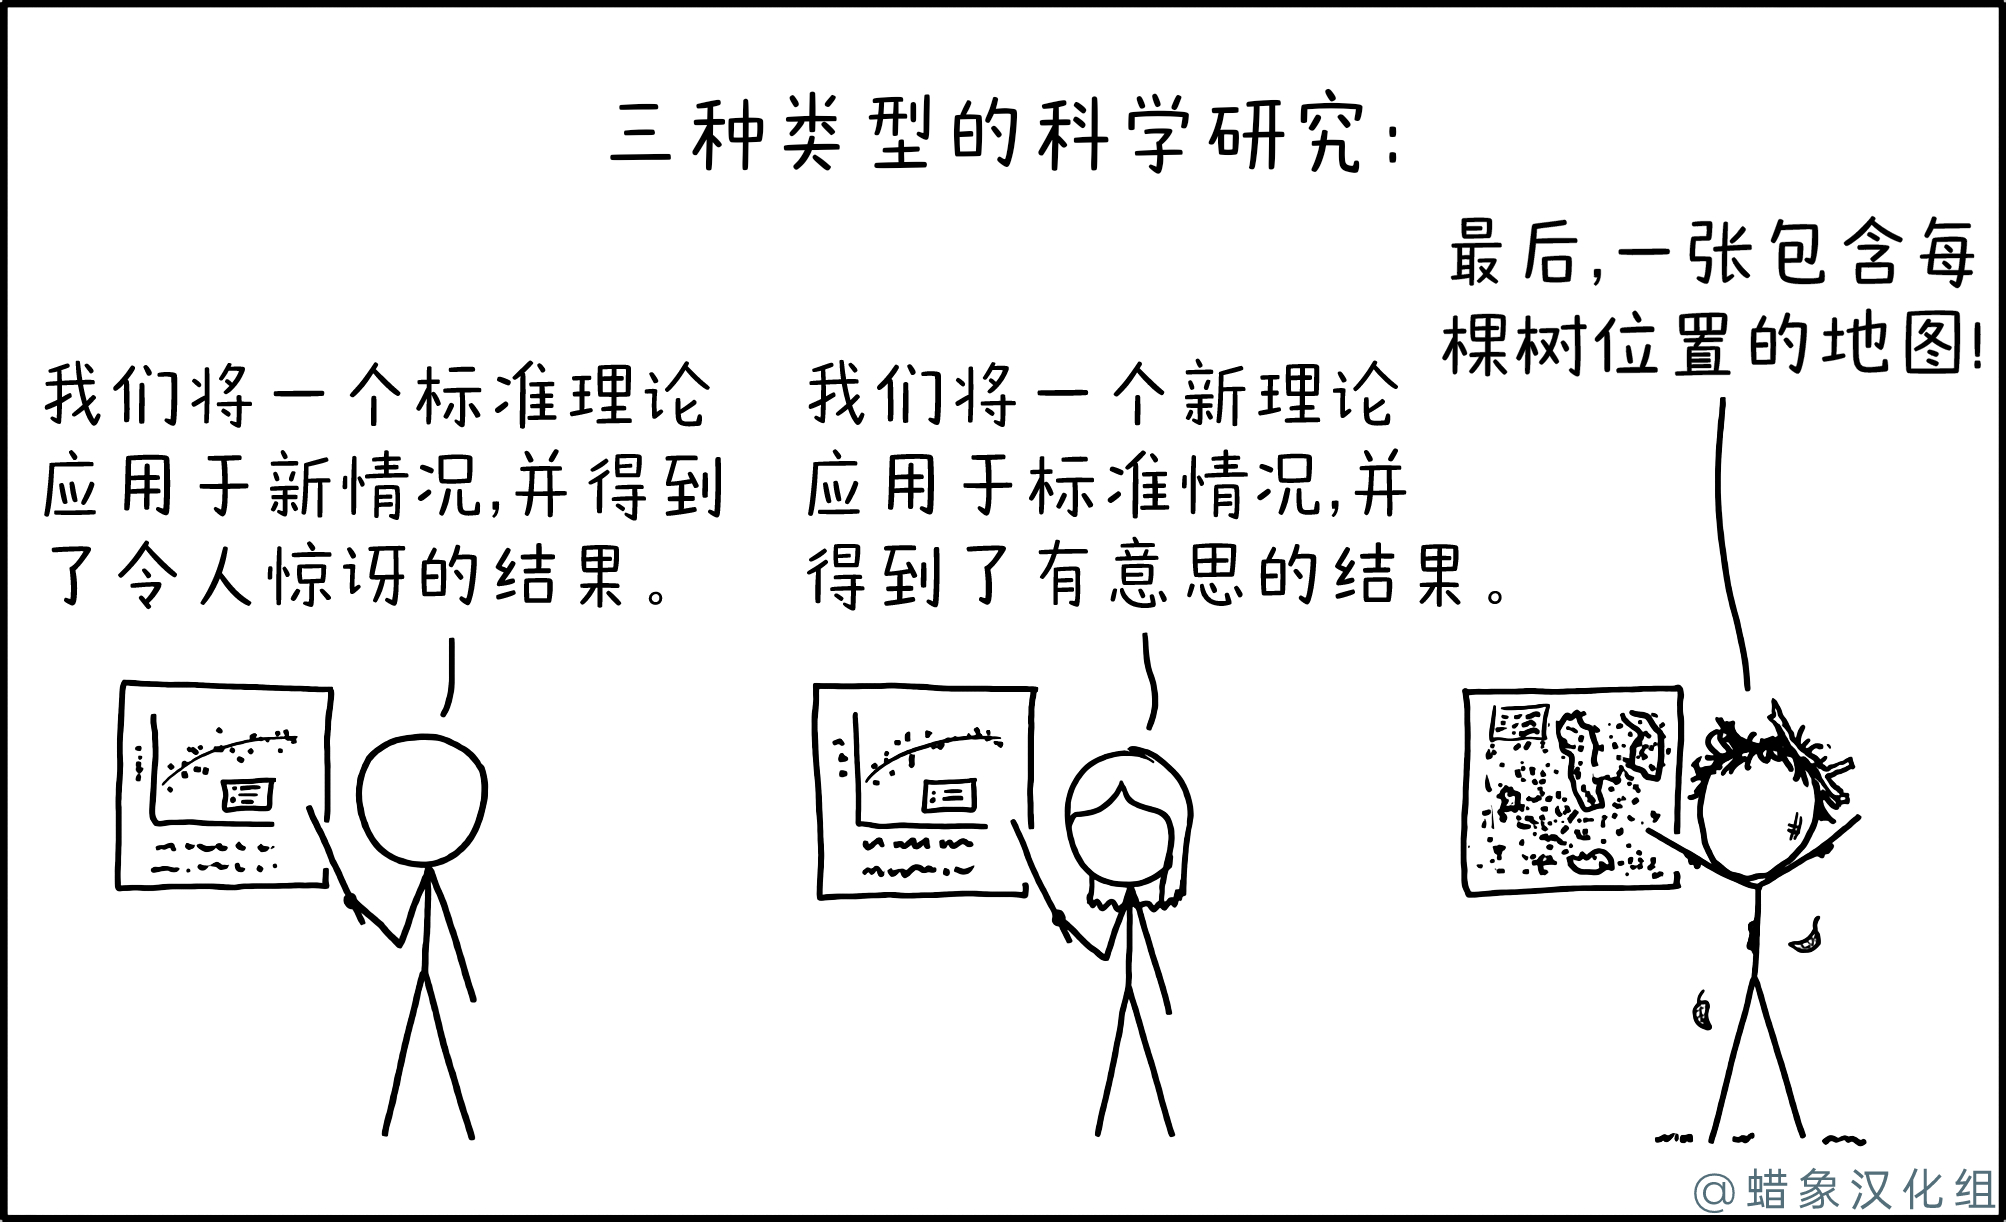 三种类型的科学研究:
我们将一个标准理论
应用于新情况,并得到
了令人惊讶的结果。
我们将一个新理论
应用于标准情况,并
得到了有意思的结果。
最后,一张包含每
棵树位置的地图!
@蜡象汉化组